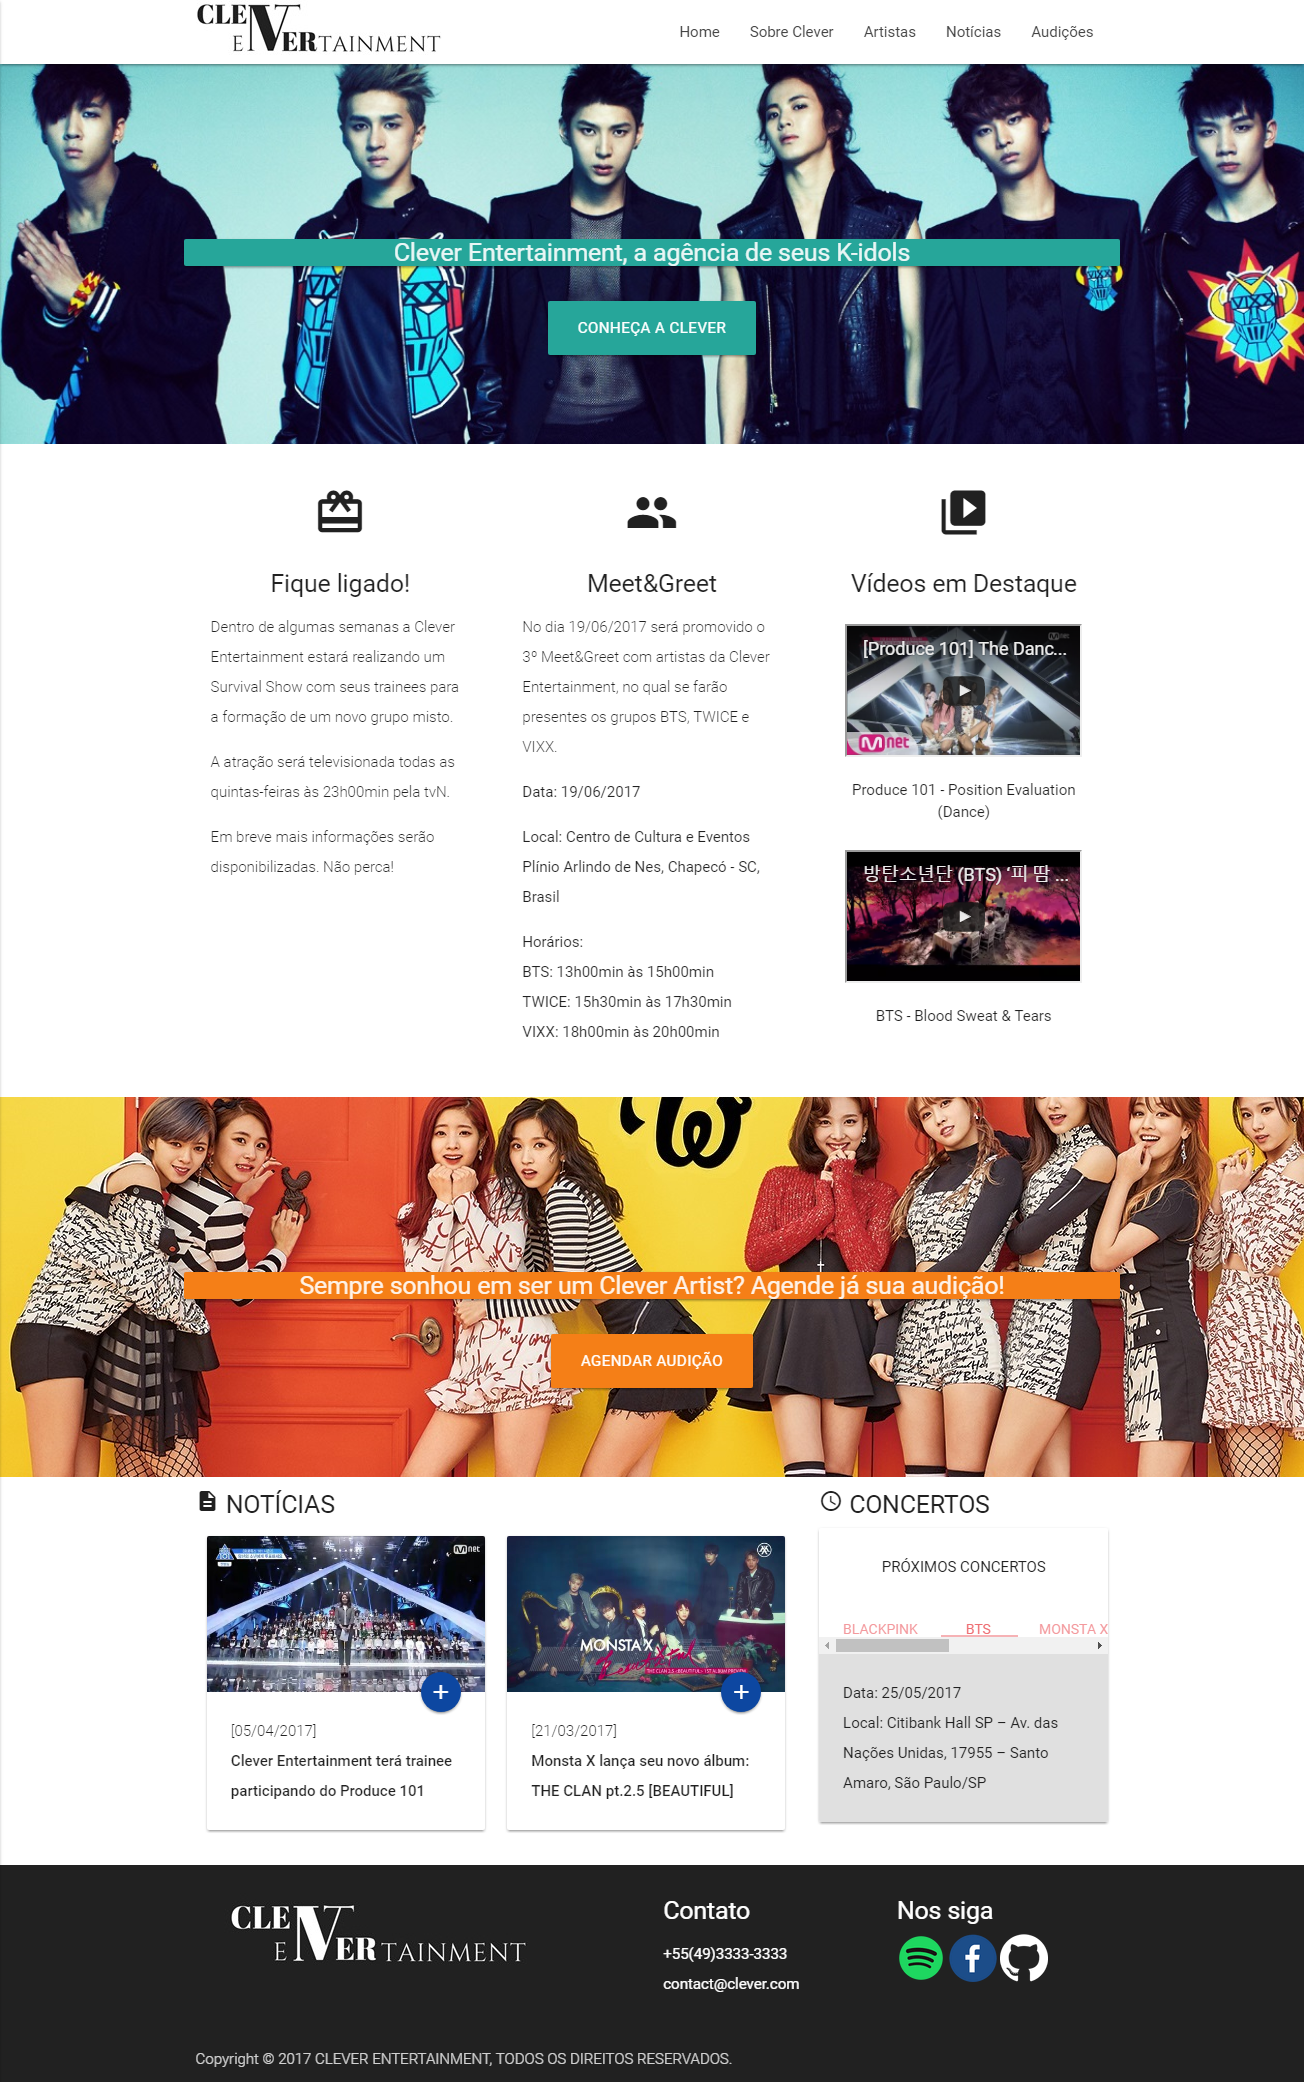 CLEVER
ENTERTAINMENT
Home Sobre Clever Artistas Notícias Audições
Clever Entertainment, a agência de seus K-idols
CONHEÇA A CLEVER
VIXX
Fique ligado!
Dentro de algumas semanas a Clever
Entertainment estará realizando um
Survival Show com seus trainees para
a formação de um novo grupo misto.
A atração será televisionada todas as
quintas-feiras às 23h00min pela tvN.
Em breve mais informações serão
disponibilizadas. Não perca!
Meet&Greet
No dia 19/06/2017 será promovido o
3º Meet&Greet com artistas da Clever
Entertainment, no qual se farão
presentes os grupos BTS, TWICE e
VIXX.
Data: 19/06/2017
Local: Centro de Cultura e Eventos
Plínio Arlindo de Nes, Chapecó - SC,
Brasil
Horários:
BTS: 13h00min às 15h00min
TWICE: 15h30min às 17h30min
VIXX: 18h00min às 20h00min
Vídeos em Destaque
[Produce 101] The Danc...
Mnet
Produce 101 - Position Evaluation
(Dance)
방탄소년단 (BTS) ‘피 땀 ...
BTS - Blood Sweat & Tears
Sempre sonhou em ser um Clever Artist? Agende já sua audição!
AGENDAR AUDIÇÃO
NOTÍCIAS
Mnet
[05/04/2017]
Clever Entertainment terá trainee
participando do Produce 101
MONSTA X
Beautiful
THE CLAN 2.5 <BEAUTIFUL> 1ST ALBUM PREVIEW
[21/03/2017]
Monsta X lança seu novo álbum:
THE CLAN pt.2.5 [BEAUTIFUL]
CONCERTOS
PRÓXIMOS CONCERTOS
BLACKPINK BTS MONSTA X
Data: 25/05/2017
Local: Citibank Hall SP – Av. das
Nações Unidas, 17955 – Santo
Amaro, São Paulo/SP
CLEVER
ENTERTAINMENT
Contato
+55(49)3333-3333
contact@clever.com
Nos siga
Copyright © 2017 CLEVER ENTERTAINMENT, TODOS OS DIREITOS RESERVADOS.